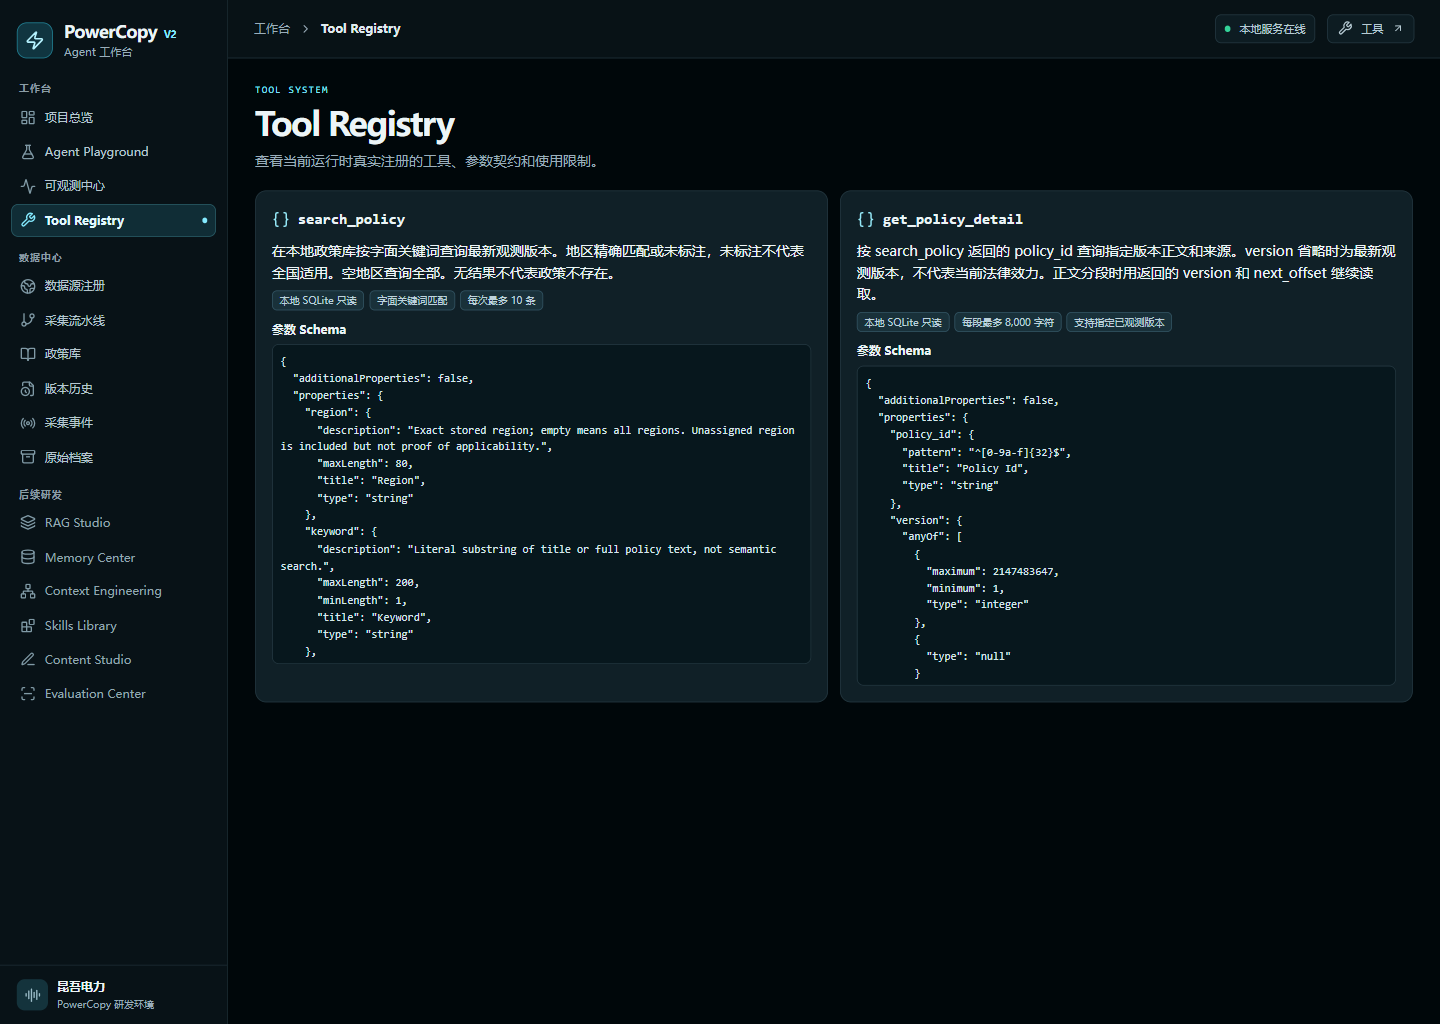 PowerCopy V2
Agent 工作台
工作台
项目总览
Agent Playground
可观测中心
Tool Registry
数据中心
数据源注册
采集流水线
政策库
版本历史
采集事件
原始档案
后续研发
RAG Studio
Memory Center
Context Engineering
Skills Library
Content Studio
Evaluation Center
昆吾电力
PowerCopy 研发环境
工作台 > Tool Registry
本地服务在线
工具
TOOL SYSTEM
Tool Registry
查看当前运行时真实注册的工具、参数契约和使用限制。
{} search_policy
在本地政策库按字面关键词查询最新观测版本。地区精确匹配或未标注，未标注不代表
全国适用。空地区查询全部。无结果不代表政策不存在。
本地 SQLite 只读
字面关键词匹配
每次最多 10 条
参数 Schema
{
"additionalProperties": false,
"properties": {
"region": {
"description": "Exact stored region; empty means all regions. Unassigned region
is included but not proof of applicability.",
"maxLength": 80,
"title": "Region",
"type": "string"
},
"keyword": {
"description": "Literal substring of title or full policy text, not semantic
search.",
"maxLength": 200,
"minLength": 1,
"title": "Keyword",
"type": "string"
},
{} get_policy_detail
按 search_policy 返回的 policy_id 查询指定版本正文和来源。version 省略时为最新观
测版本，不代表当前法律效力。正文分段时用返回的 version 和 next_offset 继续读
取。
本地 SQLite 只读
每段最多 8,000 字符
支持指定已观测版本
参数 Schema
{
"additionalProperties": false,
"properties": {
"policy_id": {
"pattern": "^[0-9a-f]{32}$",
"title": "Policy Id",
"type": "string"
},
"version": {
"anyOf": [
{
"maximum": 2147483647,
"minimum": 1,
"type": "integer"
},
{
"type": "null"
}